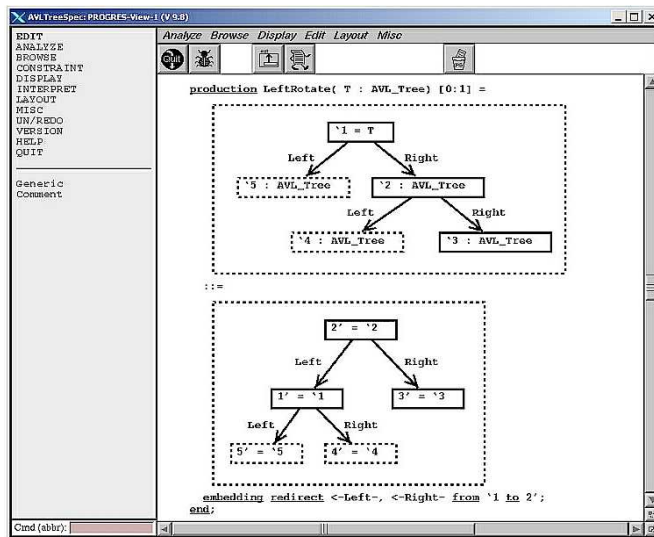 AVLTreeSpec: PROGRES-View-1 (V 9.8)
EDIT
ANALYZE
BROWSE
CONSTRAINT
DISPLAY
INTERPRET
LAYOUT
MISC
UN/REDO
VERSION
HELP
QUIT
Generic
Comment
Cmd (abbr):
Analyze Browse Display Edit Layout Misc
Quit
production LeftRotate( T : AVL_Tree) [0:1] =
`1 = T
Left Right
`5 : AVL_Tree `2 : AVL_Tree
Left Right
`4 : AVL_Tree `3 : AVL_Tree
::=
2' = `2
Left Right
1' = `1 3' = `3
Left Right
5' = `5 4' = `4
embedding redirect <-Left-, <-Right- from `1 to 2';
end;